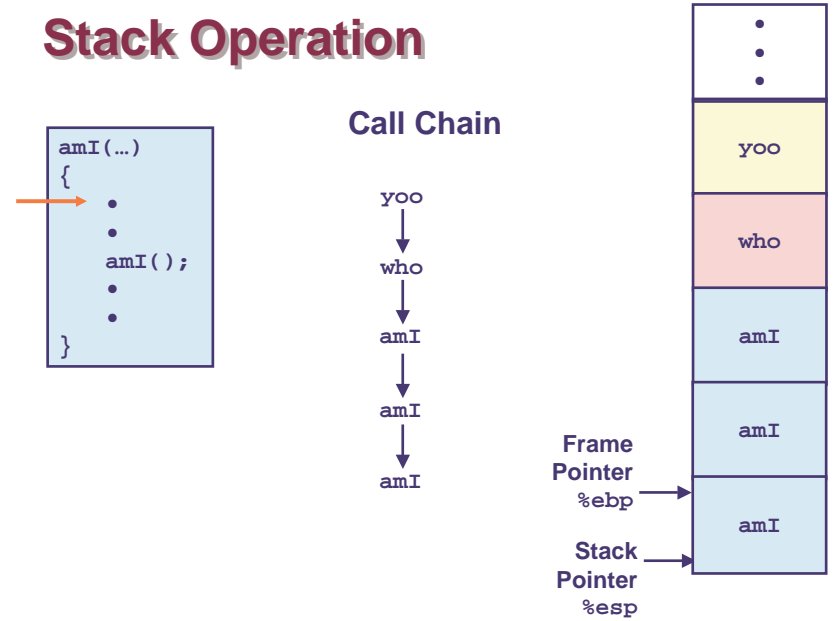 Stack Operation
amI(…)
{
•
•
amI();
•
•
}
Call Chain
yoo
who
amI
amI
amI
Frame
Pointer
%ebp
Stack
Pointer
%esp
•
•
•
yoo
who
amI
amI
amI